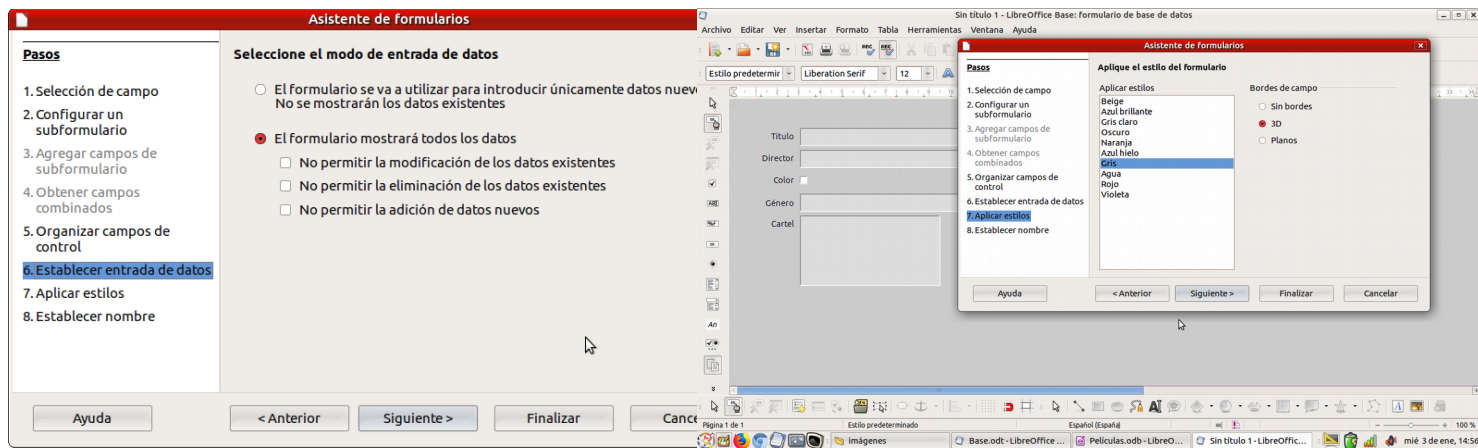 Asistente de formularios
Pasos
1. Selección de campo
2. Configurar un
subformulario
3. Agregar campos de
subformulario
4. Obtener campos
combinados
5. Organizar campos de
control
6. Establecer entrada de datos
7. Aplicar estilos
8. Establecer nombre
Seleccione el modo de entrada de datos
El formulario se va a utilizar para introducir únicamente datos nuev
No se mostrarán los datos existentes
El formulario mostrará todos los datos
No permitir la modificación de los datos existentes
No permitir la eliminación de los datos existentes
No permitir la adición de datos nuevos
Ayuda
< Anterior
Siguiente >
Finalizar
Cance
Sin título 1 - LibreOffice Base: formulario de base de datos
Archivo Editar Ver Insertar Formato Tabla Herramientas Ventana Ayuda
Estilo predetermir
Liberation Serif
12
Título
Director
Color
Género
Cartel
Asistente de formularios
Pasos
1. Selección de campo
2. Configurar un
subformulario
3. Agregar campos de
subformulario
4. Obtener campos
combinados
5. Organizar campos de
control
6. Establecer entrada de datos
7. Aplicar estilos
8. Establecer nombre
Aplique el estilo del formulario
Aplicar estilos
Beige
Azul brillante
Gris claro
Oscuro
Naranja
Azul hielo
Gris
Agua
Rojo
Violeta
Bordes de campo
Sin bordes
3D
Planos
Ayuda
< Anterior
Siguiente >
Finalizar
Cancelar
Página 1 de 1
Estilo predeterminado
Español (España)
100 %
imágenes
Base.odt - LibreOffice ...
Películas.odb - LibreO...
Sin título 1 - LibreOffic...
mié 3 de ene, 14:56